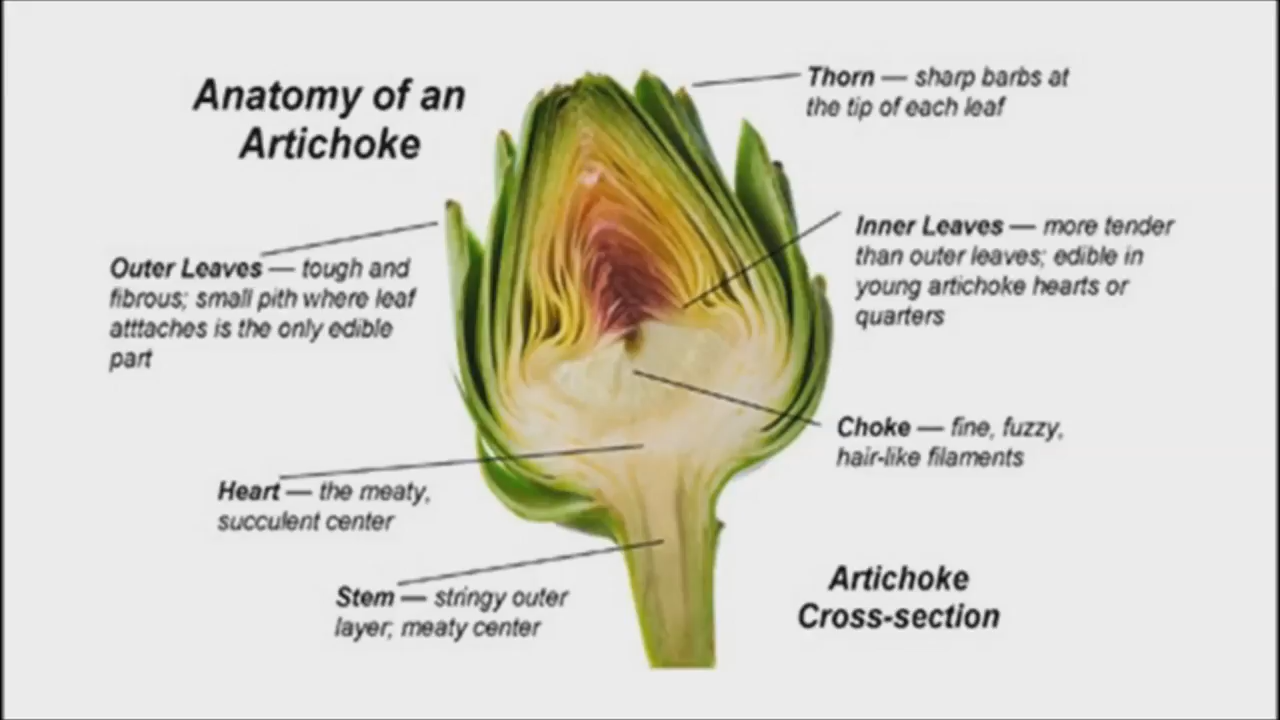 Anatomy of an
Artichoke
Thorn — sharp barbs at
the tip of each leaf
Outer Leaves — tough and
fibrous; small pith where leaf
atttaches is the only edible
part
Inner Leaves — more tender
than outer leaves; edible in
young artichoke hearts or
quarters
Choke — fine, fuzzy,
hair-like filaments
Heart — the meaty,
succulent center
Stem — stringy outer
layer; meaty center
Artichoke
Cross-section